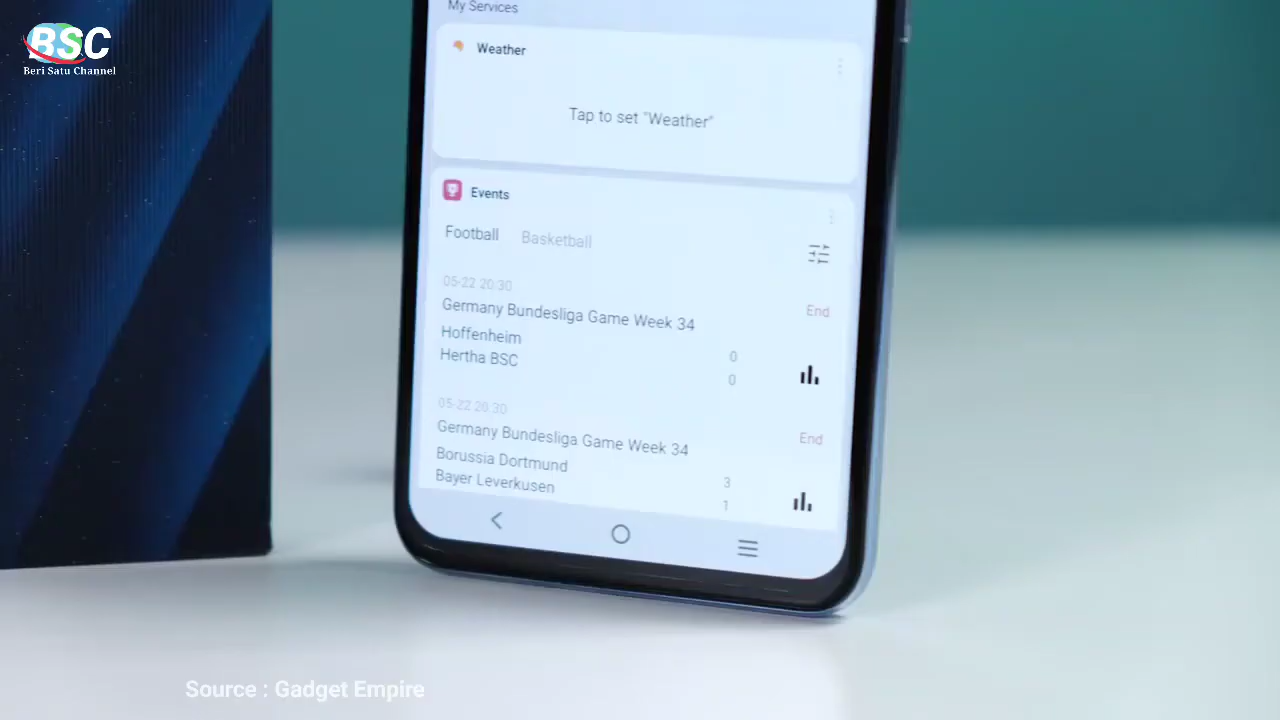 BSC
Beri Satu Channel
My Services
Weather
Tap to set "Weather"
Events
Football Basketball
05-22 20:30
End
Germany Bundesliga Game Week 34
Hoffenheim 0
Hertha BSC 0
05-22 20:30
End
Germany Bundesliga Game Week 34
Borussia Dortmund 3
Bayer Leverkusen 1
Source : Gadget Empire